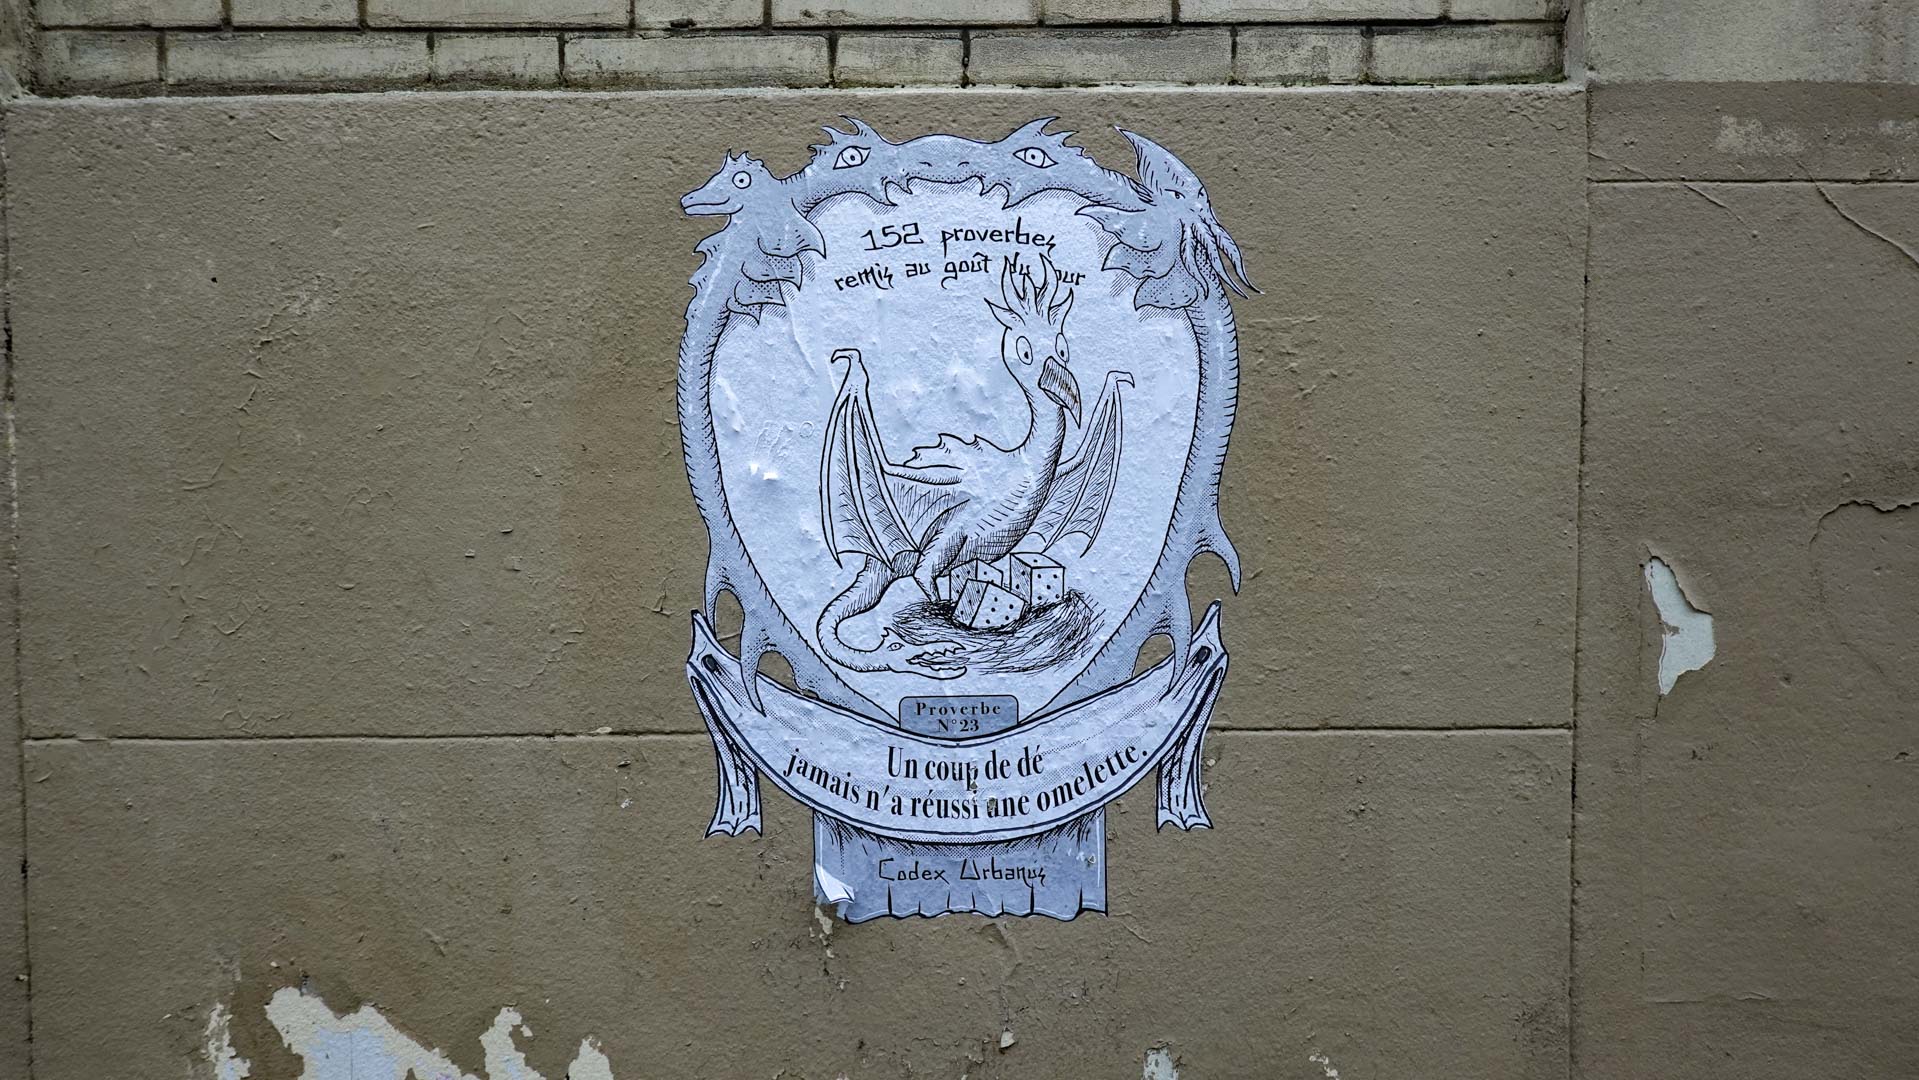 152 proverbes
remis au goût du jour
Proverbe
N°23
Un coup de dé
jamais n'a réussi une omelette.
Codex Urbanus